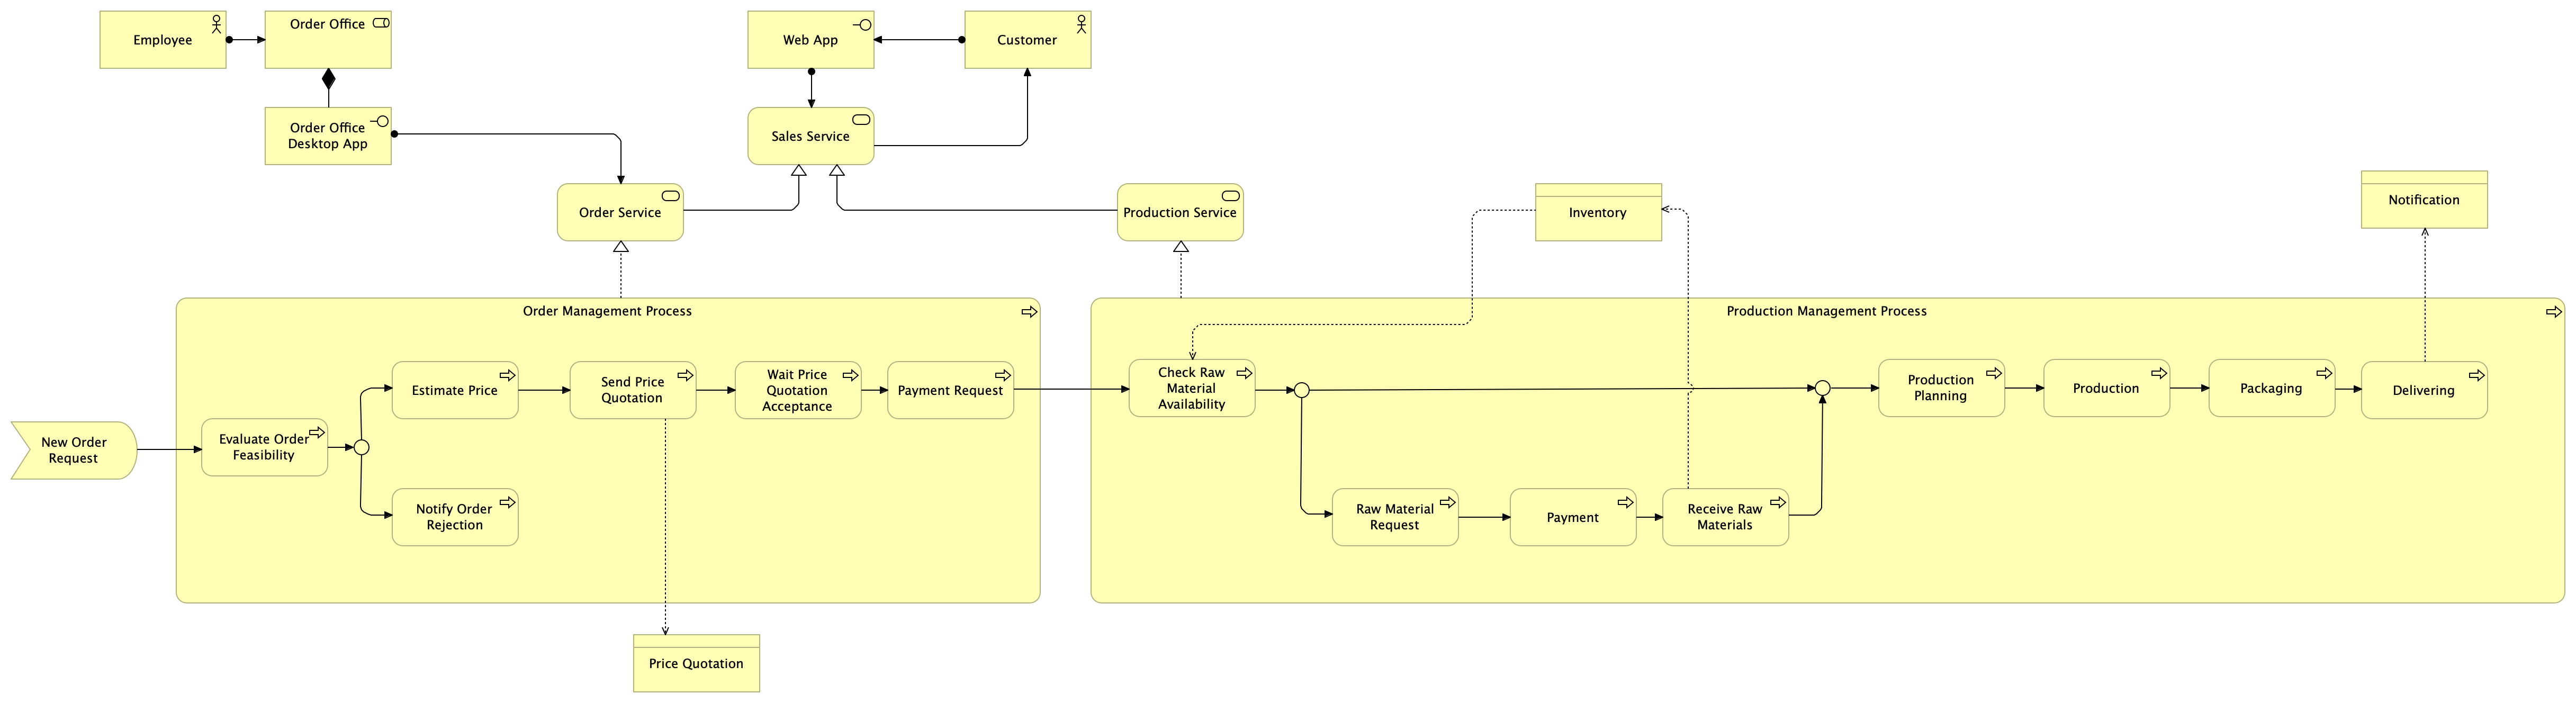 Employee
Order Office
Web App
Customer
Order Office
Desktop App
Sales Service
Order Service
Production Service
Inventory
Notification
Order Management Process
Production Management Process
New Order
Request
Evaluate Order
Feasibility
Estimate Price
Send Price
Quotation
Wait Price
Quotation
Acceptance
Payment Request
Notify Order
Rejection
Check Raw
Material
Availability
Raw Material
Request
Payment
Receive Raw
Materials
Production
Planning
Production
Packaging
Delivering
Price Quotation